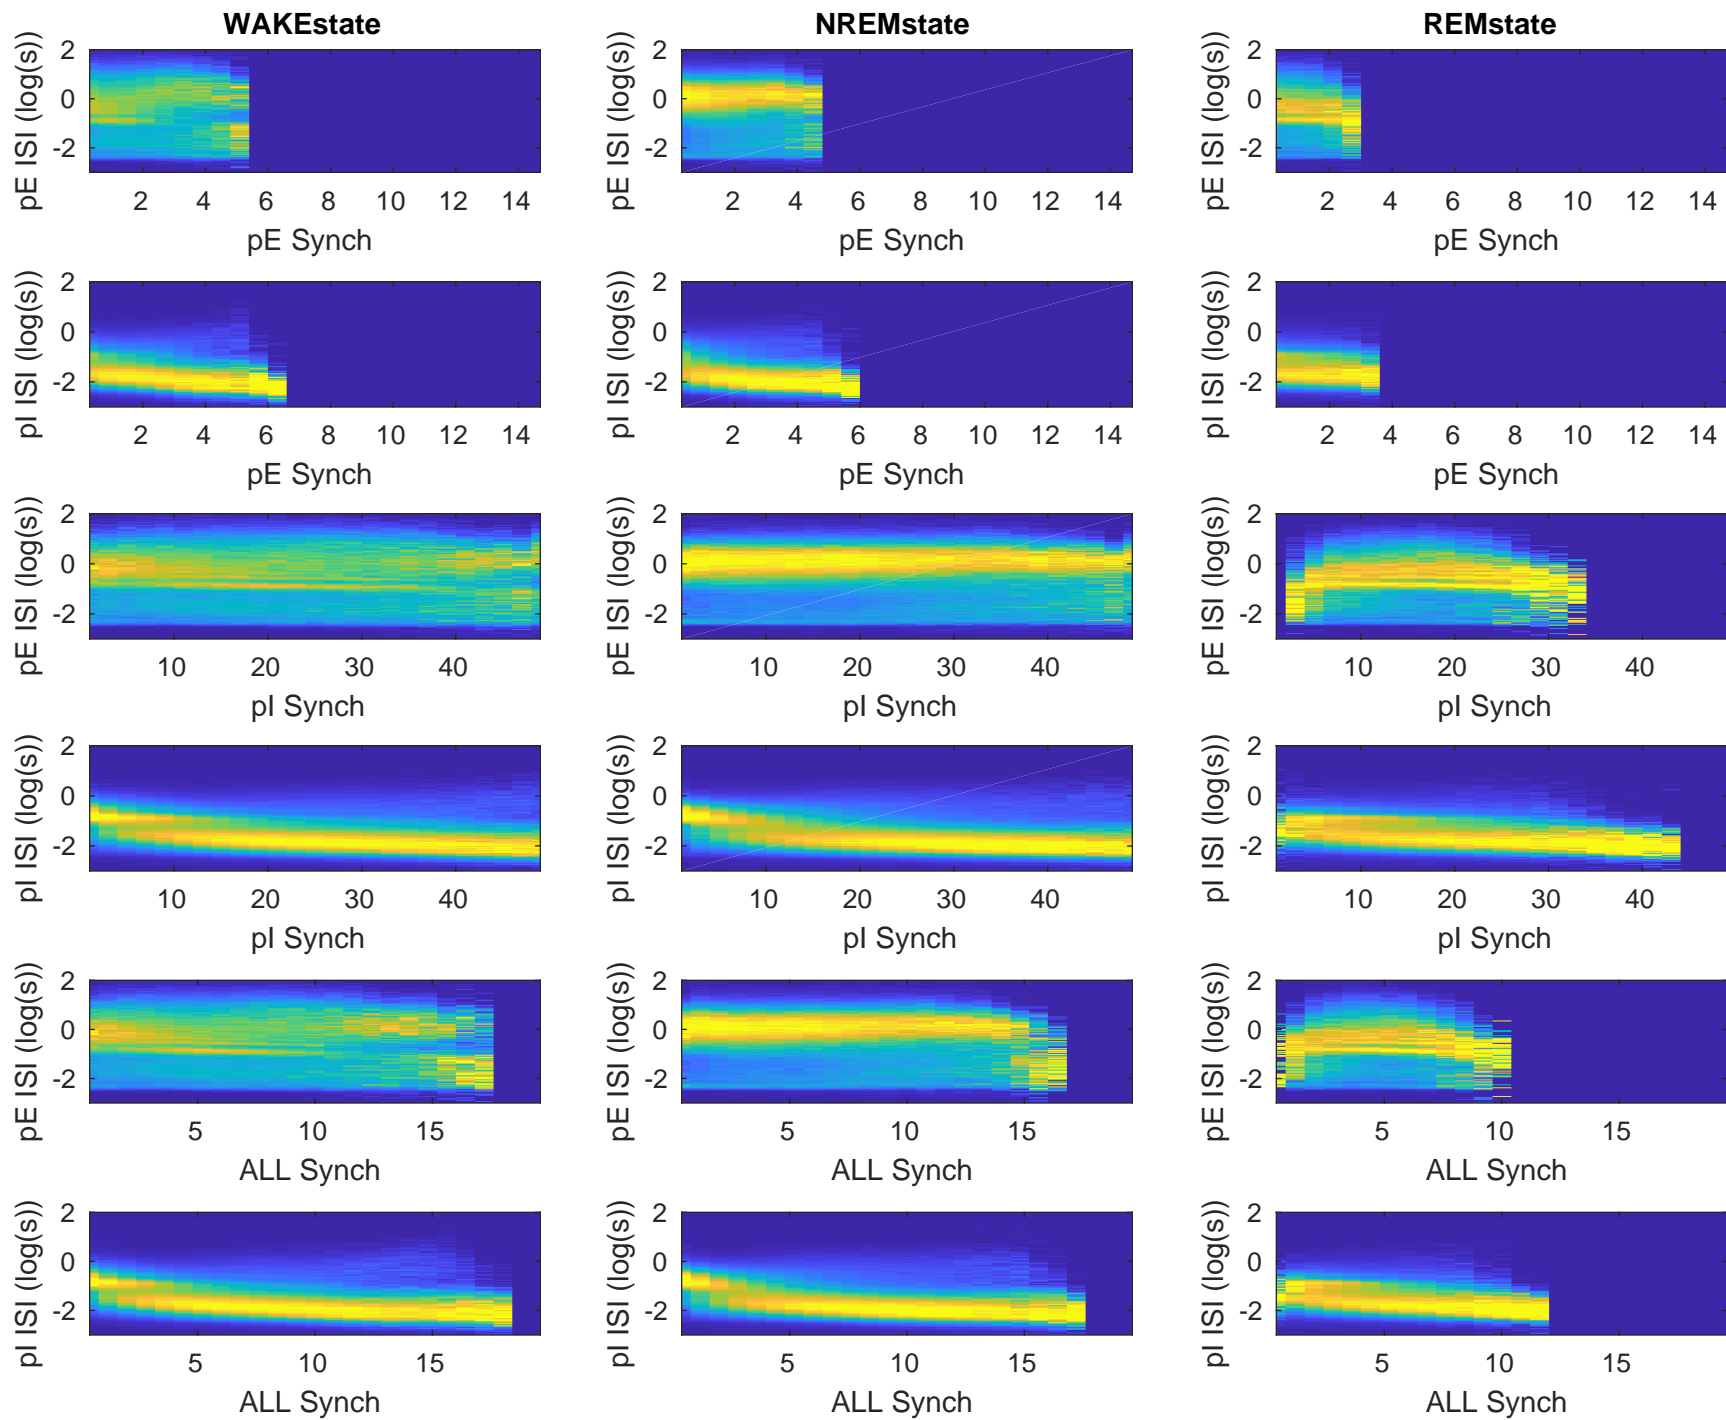 WAKEstate NREMstate REMstate
2 2 2
pE ISI (log(s)) pE ISI (log(s)) pE ISI (log(s))
0 0 0
-2 -2 -2
2 4 6 8 10 12 14 2 4 6 8 10 12 14 2 4 6 8 10 12 14
pE Synch pE Synch pE Synch
2 2 2
pI ISI (log(s)) pI ISI (log(s)) pI ISI (log(s))
0 0 0
-2 -2 -2
2 4 6 8 10 12 14 2 4 6 8 10 12 14 2 4 6 8 10 12 14
pE Synch pE Synch pE Synch
2 2 2
pE ISI (log(s)) pE ISI (log(s)) pE ISI (log(s))
0 0 0
-2 -2 -2
10 20 30 40 10 20 30 40 10 20 30 40
pI Synch pI Synch pI Synch
2 2 2
pI ISI (log(s)) pI ISI (log(s)) pI ISI (log(s))
0 0 0
-2 -2 -2
10 20 30 40 10 20 30 40 10 20 30 40
pI Synch pI Synch pI Synch
2 2 2
pE ISI (log(s)) pE ISI (log(s)) pE ISI (log(s))
0 0 0
-2 -2 -2
5 10 15 5 10 15 5 10 15
ALL Synch ALL Synch ALL Synch
2 2 2
pI ISI (log(s)) pI ISI (log(s)) pI ISI (log(s))
0 0 0
-2 -2 -2
5 10 15 5 10 15 5 10 15
ALL Synch ALL Synch ALL Synch